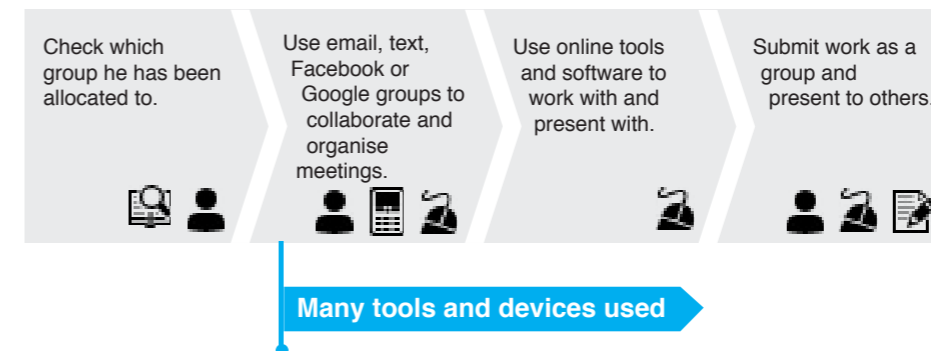 Check which
group he has been
allocated to.
Use email, text,
Facebook or
Google groups to
collaborate and
organise
meetings.
Use online tools
and software to
work with and
present with.
Submit work as a
group and
present to others.
Many tools and devices used